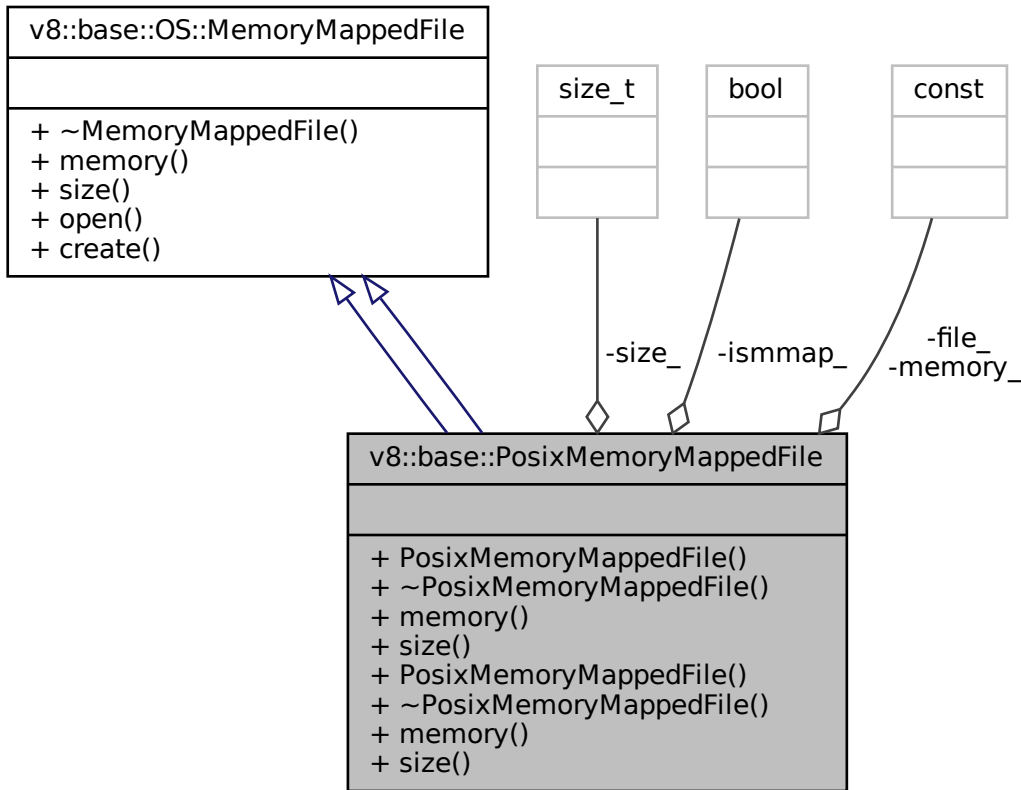 v8::base::OS::MemoryMappedFile
+ ~MemoryMappedFile()
+ memory()
+ size()
+ open()
+ create()
size_t
bool
const
-size_
-ismmap_
-file_
-memory_
v8::base::PosixMemoryMappedFile
+ PosixMemoryMappedFile()
+ ~PosixMemoryMappedFile()
+ memory()
+ size()
+ PosixMemoryMappedFile()
+ ~PosixMemoryMappedFile()
+ memory()
+ size()